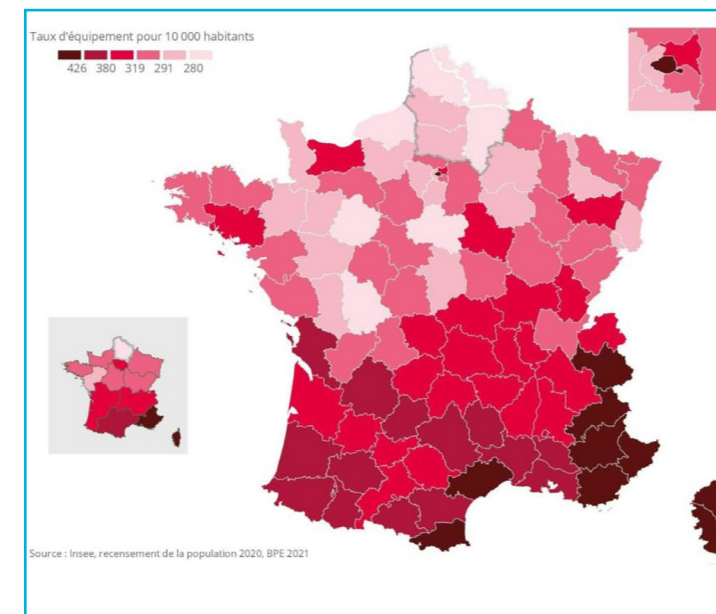 Taux d'équipement pour 10 000 habitants
426 380 319 291 280
Source : Insee, recensement de la population 2020, BPE 2021